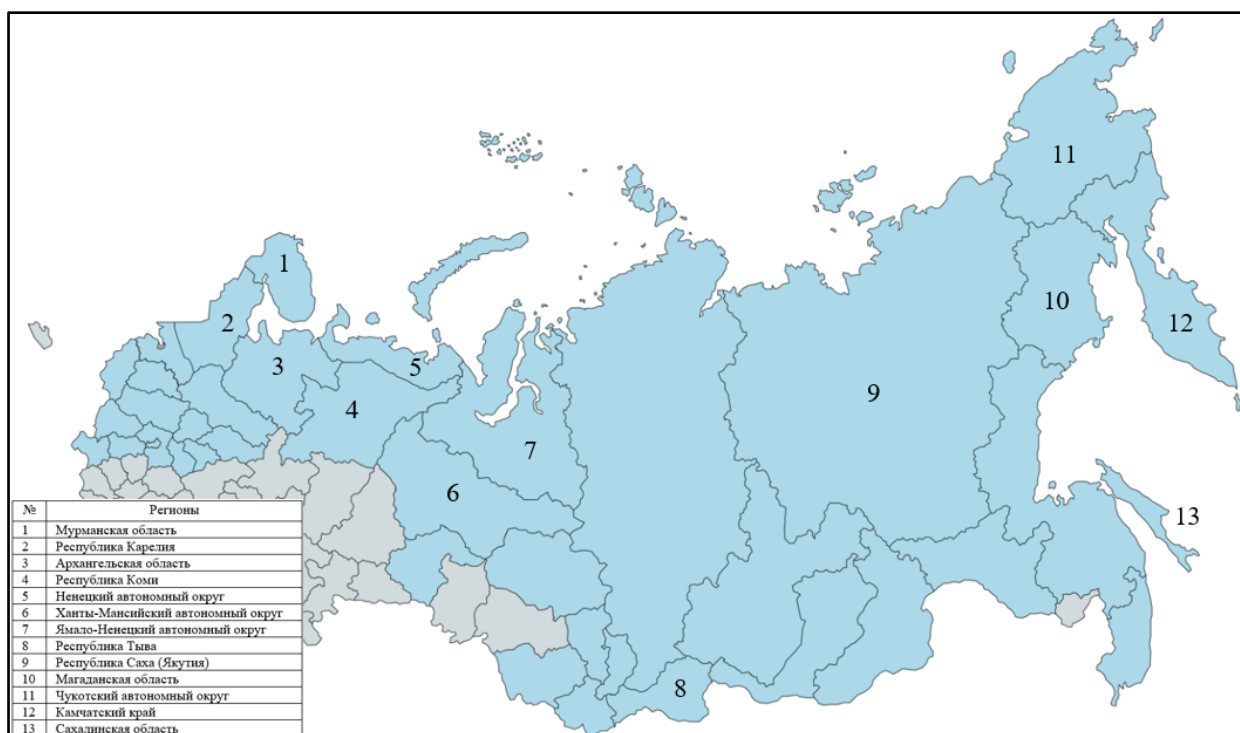 11
1
10
2
12
3
5
9
4
7
6
13
8
№ Регионы
1 Мурманская область
2 Республика Карелия
3 Архангельская область
4 Республика Коми
5 Ненецкий автономный округ
6 Ханты-Мансийский автономный округ
7 Ямало-Ненецкий автономный округ
8 Республика Тыва
9 Республика Саха (Якутия)
10 Магаданская область
11 Чукотский автономный округ
12 Камчатский край
13 Сахалинская область